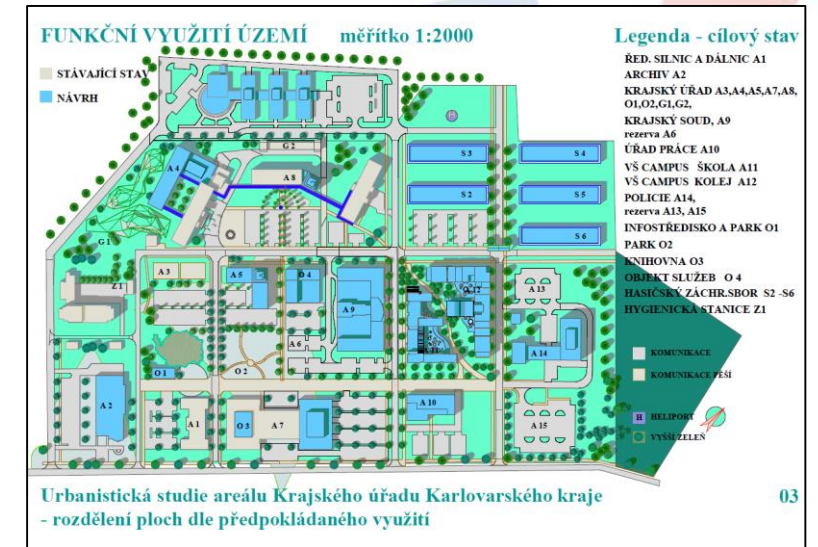 FUNKČNÍ VYUŽITÍ ÚZEMÍ měřítko 1:2000
STÁVAJÍCÍ STAV
NÁVRH
Legenda - cílový stav
ŘED. SILNIC A DÁLNIC A1
ARCHIV A2
KRAJSKÝ ÚŘAD A3,A4,A5,A7,A8,
O1,O2,G1,G2,
KRAJSKÝ SOUD, A9
rezerva A6
ÚŘAD PRÁCE A10
VŠ CAMPUS ŠKOLA A11
VŠ CAMPUS KOLEJ A12
POLICIE A14,
rezerva A13, A15
INFOSTŘEDISKO A PARK O1
PARK O2
KNIHOVNA O3
OBJEKT SLUŽEB O 4
HASIČSKÝ ZÁCHR.SBOR S2 -S6
HYGIENICKÁ STANICE Z1
KOMUNIKACE
KOMUNIKACE PĚŠÍ
H HELIPORT
VYŠŠÍ ZELEŇ
H
G 2
S 3
S 4
A 4
A 8
S 2
S 5
G 1
S 6
Z 1
A 3
A 5
O 4
A 13
A 9
A 6
A 14
O 1
O 2
A 2
A 1
O 3
A 7
A 10
A 15
Urbanistická studie areálu Krajského úřadu Karlovarského kraje
- rozdělení ploch dle předpokládaného využití
03